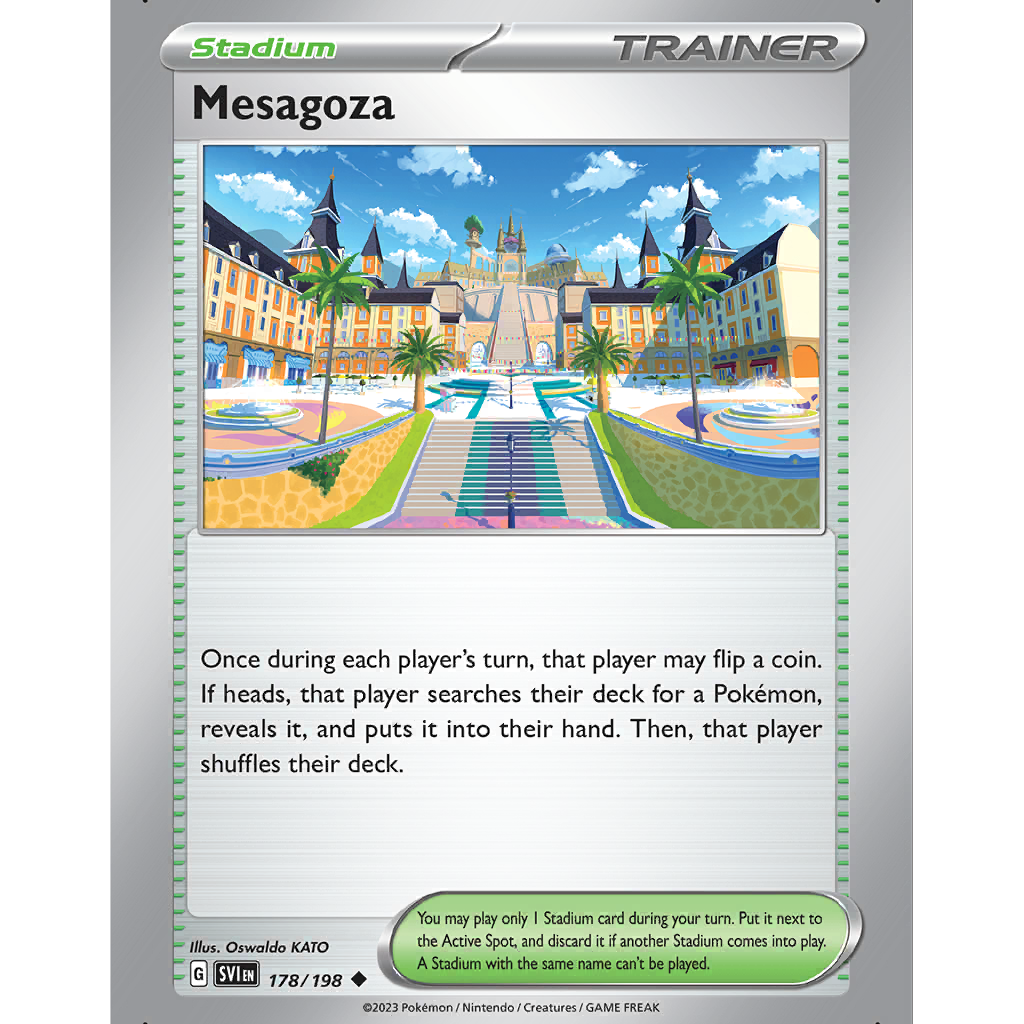 Stadium
TRAINER
Mesagoza
Once during each player's turn, that player may flip a coin.
If heads, that player searches their deck for a Pokémon,
reveals it, and puts it into their hand. Then, that player
shuffles their deck.
You may play only 1 Stadium card during your turn. Put it next to
the Active Spot, and discard it if another Stadium comes into play.
A Stadium with the same name can't be played.
Illus. Oswaldo KATO
G SVI EN 178/198
©2023 Pokémon / Nintendo / Creatures / GAME FREAK